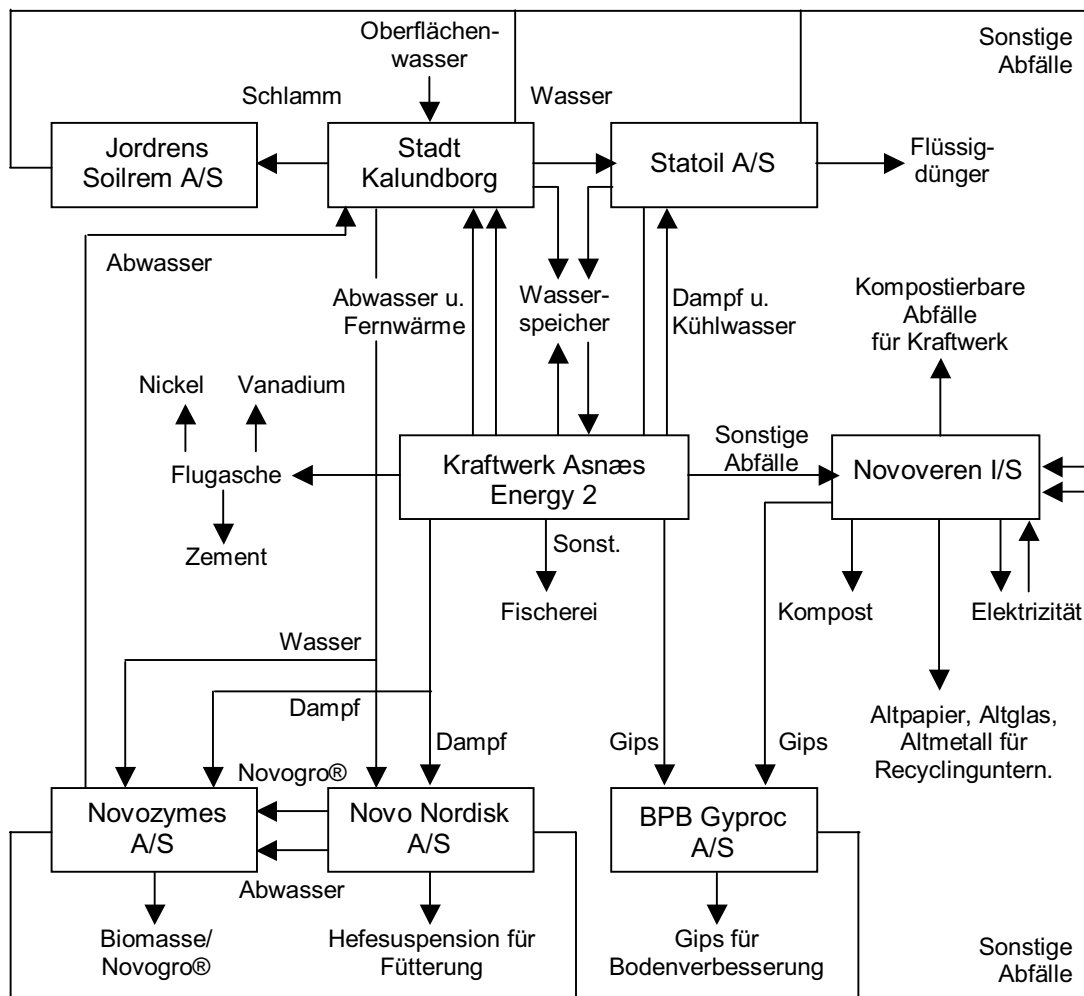 Oberflächen-
wasser
Sonstige
Abfälle
Schlamm
Wasser
Jordrens
Soilrem A/S
Stadt
Kalundborg
Statoil A/S
Flüssig-
dünger
Abwasser
Abwasser u.
Fernwärme
Wasser-
speicher
Dampf u.
Kühlwasser
Kompostierbare
Abfälle
für Kraftwerk
Nickel
Vanadium
Flugasche
Zement
Kraftwerk Asnæs
Energy 2
Sonstige
Abfälle
Novoveren I/S
Sonst.
Fischerei
Kompost
Elektrizität
Wasser
Dampf
Dampf
Gips
Gips
Altpapier, Altglas,
Altmetall für
Recyclinguntern.
Novogro®
Novozymes
A/S
Novo Nordisk
A/S
BPB Gyproc
A/S
Abwasser
Biomasse/
Novogro®
Hefesuspension für
Fütterung
Gips für
Bodenverbesserung
Sonstige
Abfälle